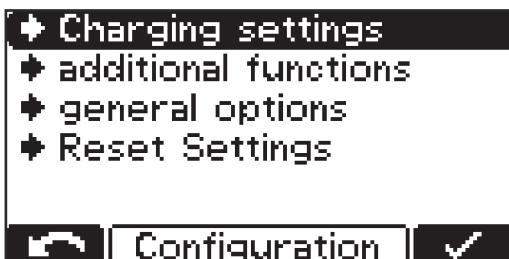 Charging settings
additional functions
general options
Reset Settings
Configuration